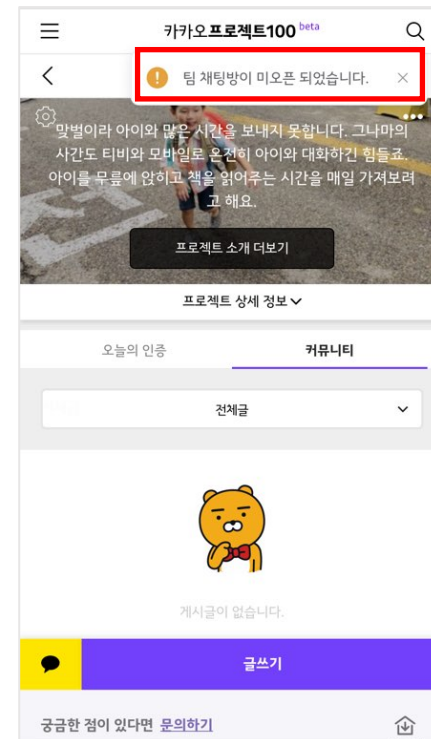 카카오프로젝트100 beta
팀 채팅방이 미오픈 되었습니다.
맞벌이라 아이와 많은 시간을 보내지 못합니다. 그나마의
사간도 티비와 모바일로 온전히 아이와 대화하긴 힘들죠.
아이를 무릎에 앉히고 책을 읽어주는 시간을 매일 가져보려
고 해요.
프로젝트 소개 더보기
프로젝트 상세 정보
오늘의 인증
커뮤니티
전체글
게시글이 없습니다.
글쓰기
궁금한 점이 있다면 문의하기